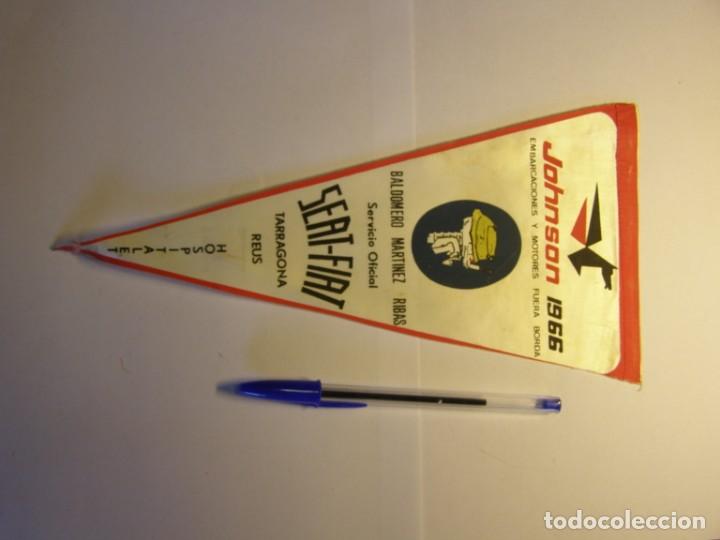 Johnson 1966
EMBARCACIONES Y MOTORES FUERA BORDA
BALDOMERO MARTINEZ RIBAS
Servicio Oficial
SEAT-FIAT
TARRAGONA
REUS
HOSPITALET
todocoleccion